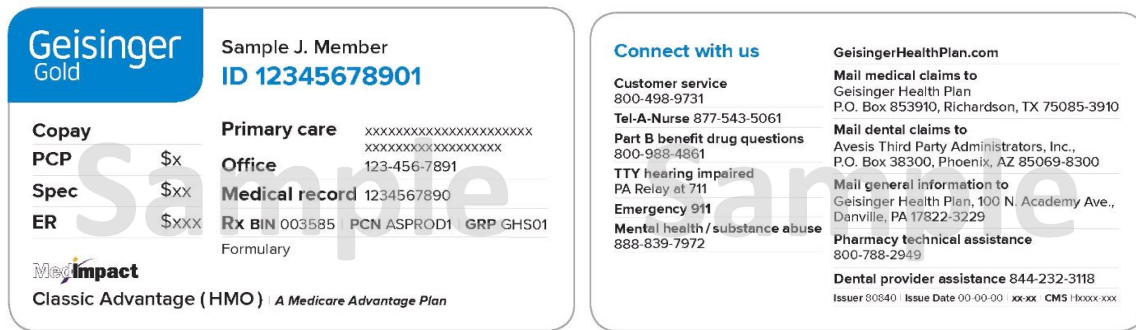 Geisinger
Gold
Sample J. Member
ID 12345678901
Copay
PCP $x
Spec $xx
ER $xxx
Primary care xxxxxxxxxxxxxxxxxxxxxx
xxxxxxxxxxxxxxxxxx
Office 123-456-7891
Medical record 1234567890
Rx BIN 003585 | PCN ASPROD1 | GRP GHS01
Formulary
MedImpact
Classic Advantage (HMO) | A Medicare Advantage Plan
Sample
Connect with us
Customer service
800-498-9731
Tel-A-Nurse 877-543-5061
Part B benefit drug questions
800-988-4861
TTY hearing impaired
PA Relay at 711
Emergency 911
Mental health/substance abuse
888-839-7972
GeisingerHealthPlan.com
Mail medical claims to
Geisinger Health Plan
P.O. Box 853910, Richardson, TX 75085-3910
Mail dental claims to
Avesis Third Party Administrators, Inc.,
P.O. Box 38300, Phoenix, AZ 85069-8300
Mail general information to
Geisinger Health Plan, 100 N. Academy Ave.,
Danville, PA 17822-3229
Pharmacy technical assistance
800-788-2949
Dental provider assistance 844-232-3118
Issuer 80840 | Issue Date 00-00-00 | xx-xx | CMS Hxxxx-xxx
Sample